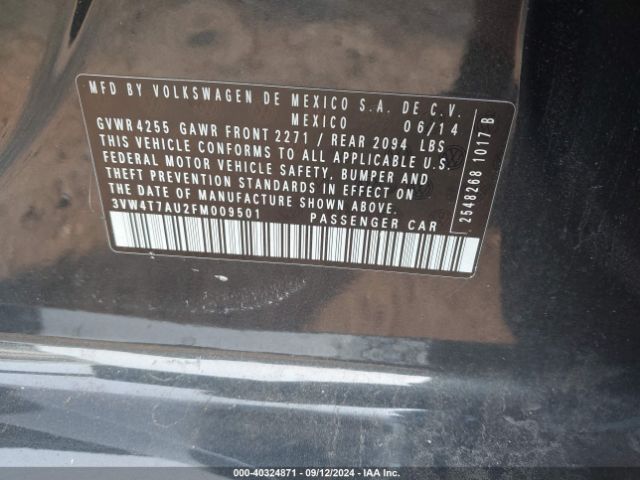 MFD BY VOLKSWAGEN DE MEXICO S.A. DE C.V.
MEXICO 06/14
GVWR 4255 GAWR FRONT 2271 / REAR 2094 LBS
THIS VEHICLE CONFORMS TO ALL APPLICABLE U.S.
FEDERAL MOTOR VEHICLE SAFETY, BUMPER AND
THEFT PREVENTION STANDARDS IN EFFECT ON
DATE OF MANUFACTURE SHOWN ABOVE.
3VW4T7AU2FM009501 PASSENGER CAR
2548268 1017 B
000-40324871 - 09/12/2024 - IAA Inc.